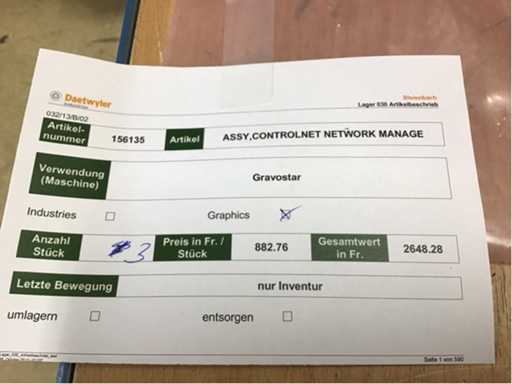 Daetwyler
Industries
Bleienbach
Lager 030 Artikelbeschrieb
032/13/B/02
Artikel-
nummer
156135
Artikel
ASSY,CONTROLNET NETWORK MANAGE
Verwendung
(Maschine)
Gravostar
Industries
Graphics
Anzahl
Stück
3
Preis in Fr. /
Stück
882.76
Gesamtwert
in Fr.
2648.28
Letzte Bewegung
nur Inventur
umlagern
entsorgen
Seite 1 von 590